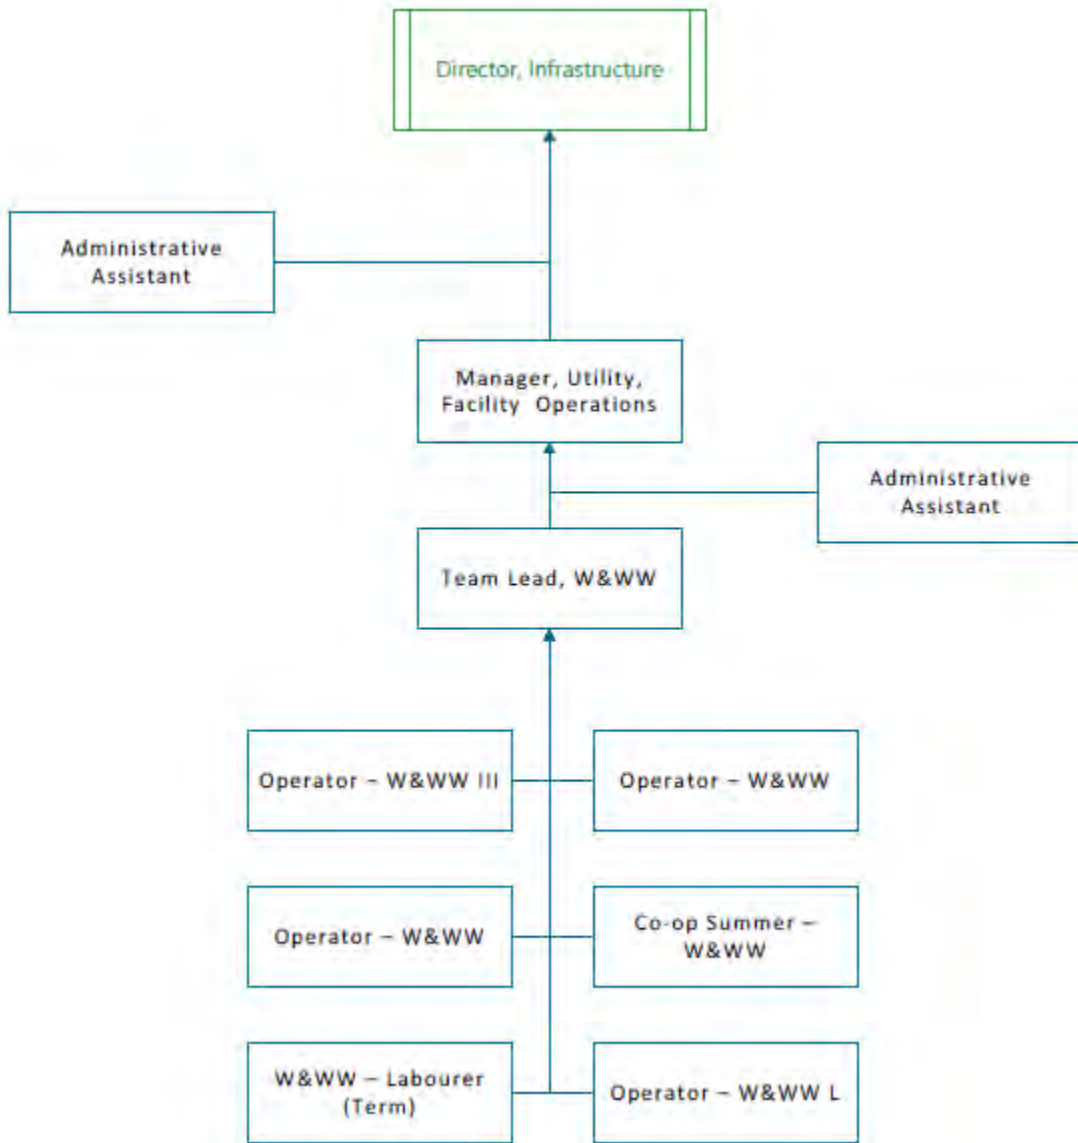 Director, Infrastructure
Administrative
Assistant
Manager, Utility,
Facility Operations
Administrative
Assistant
Team Lead, W&WW
Operator – W&WW III
Operator – W&WW
Operator – W&WW
Co-op Summer –
W&WW
W&WW – Labourer
(Term)
Operator – W&WW L